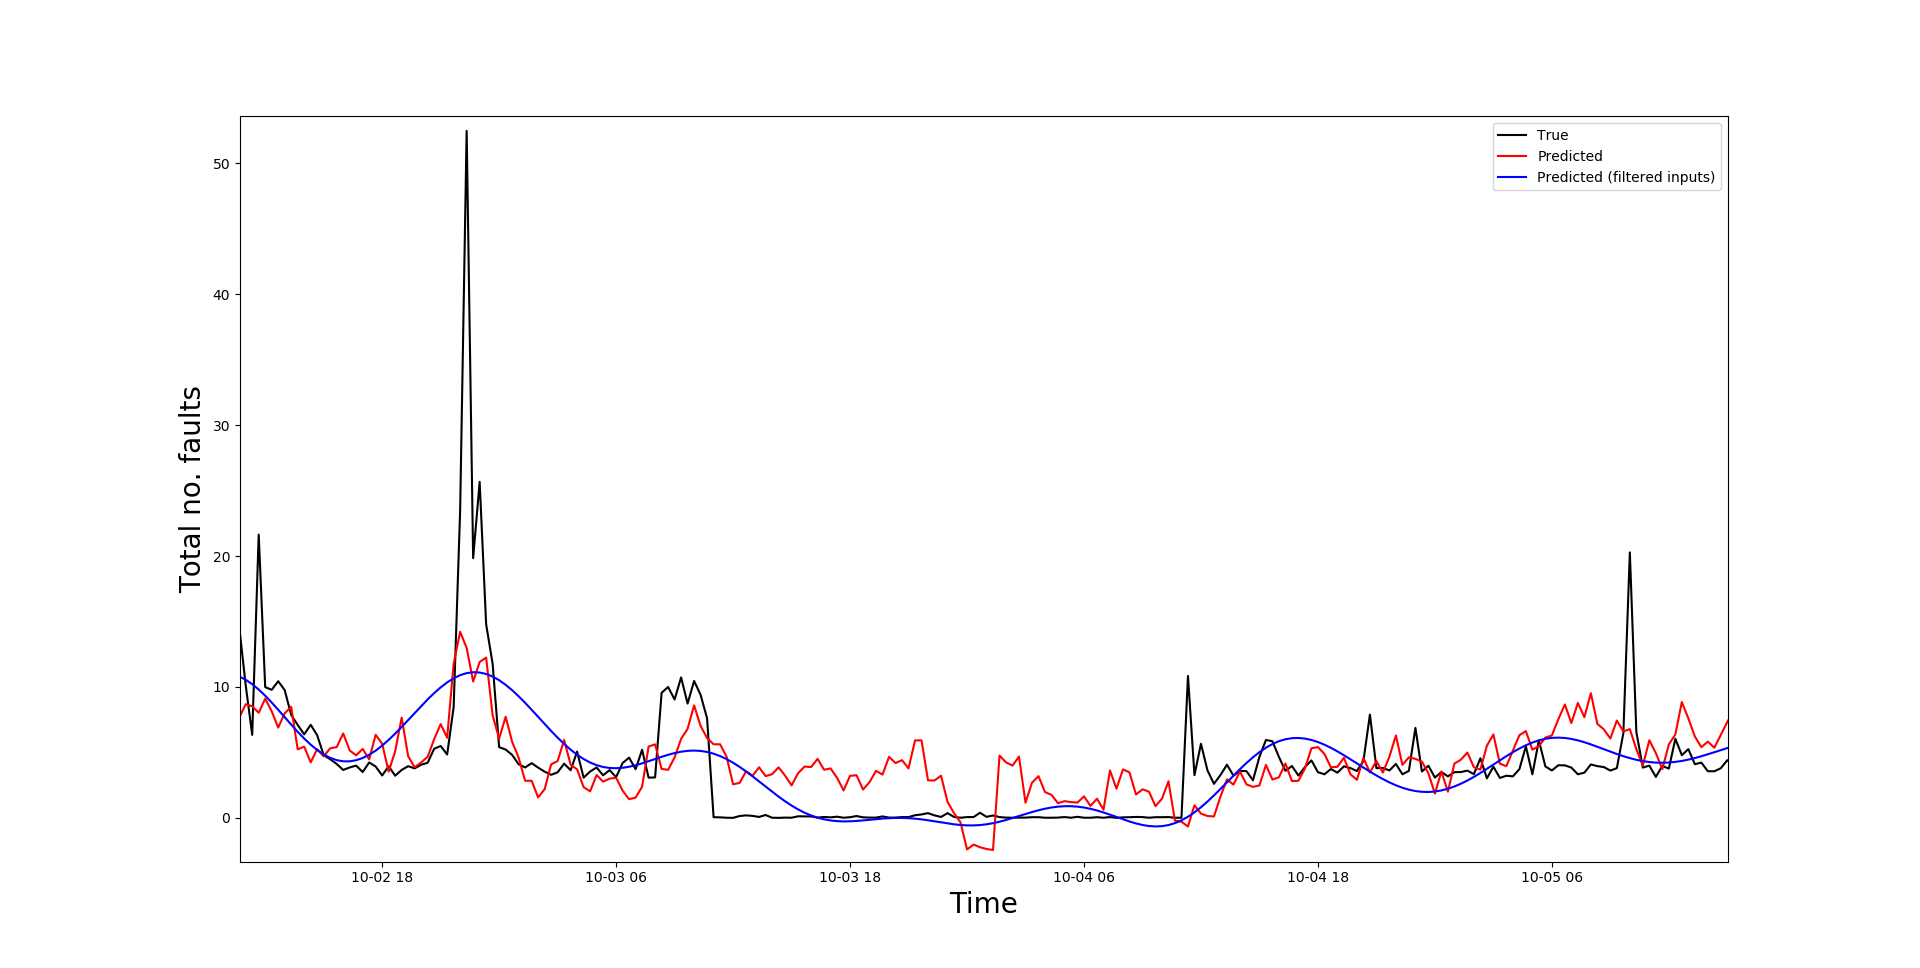 True
Predicted
Predicted (filtered inputs)
50
40
30
20
10
0
Total no. faults
10-02 18
10-03 06
10-03 18
10-04 06
10-04 18
10-05 06
Time